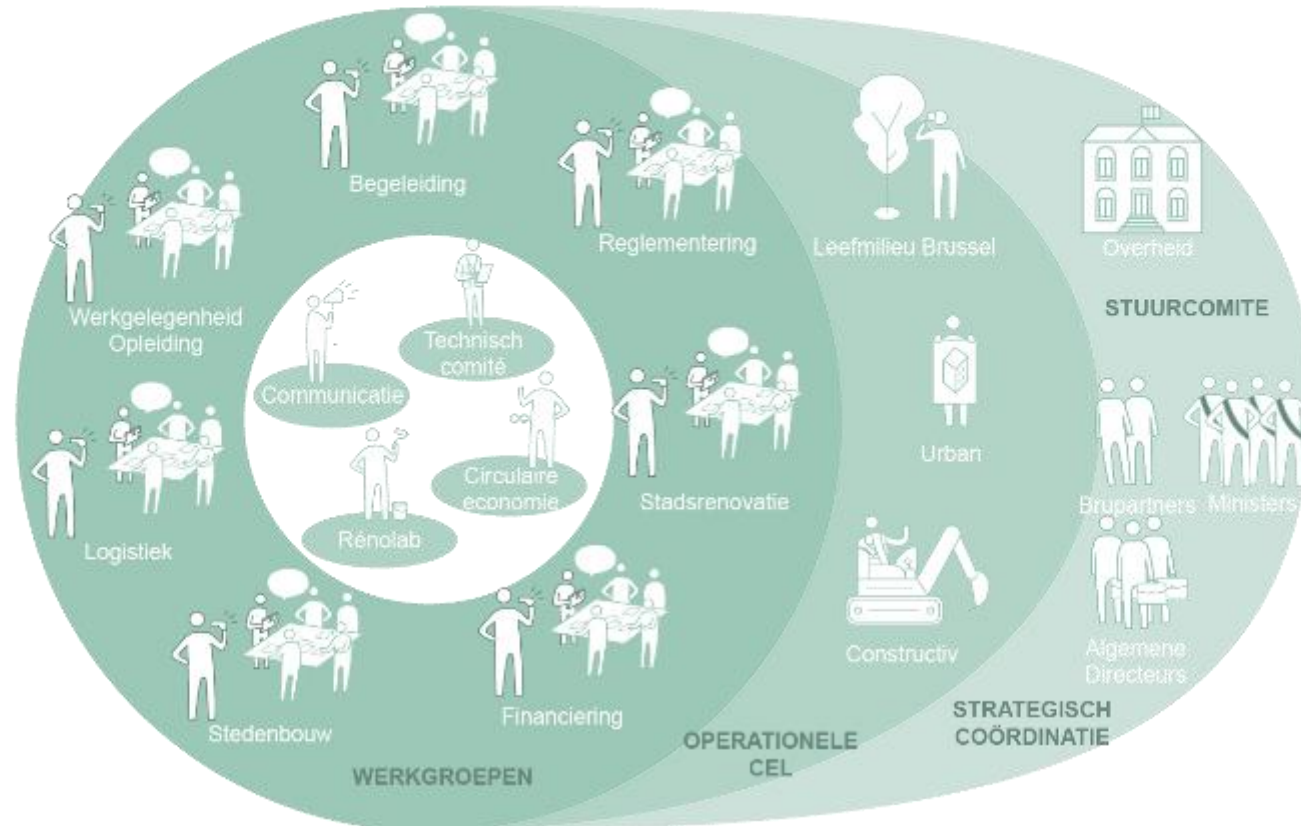 Begeleiding
Reglementering
Leefmilieu Brussel
Overheid
STUURCOMITE
Werkgelegenheid
Opleiding
Technisch
comité
Communicatie
Circulaire
economie
Rénolab
Stadsrenovatie
Urban
Brupartners
Ministers
Logistiek
Constructiv
Algemene
Directeurs
Stedenbouw
Financiering
STRATEGISCH
COÖRDINATIE
OPERATIONELE
CEL
WERKGROEPEN